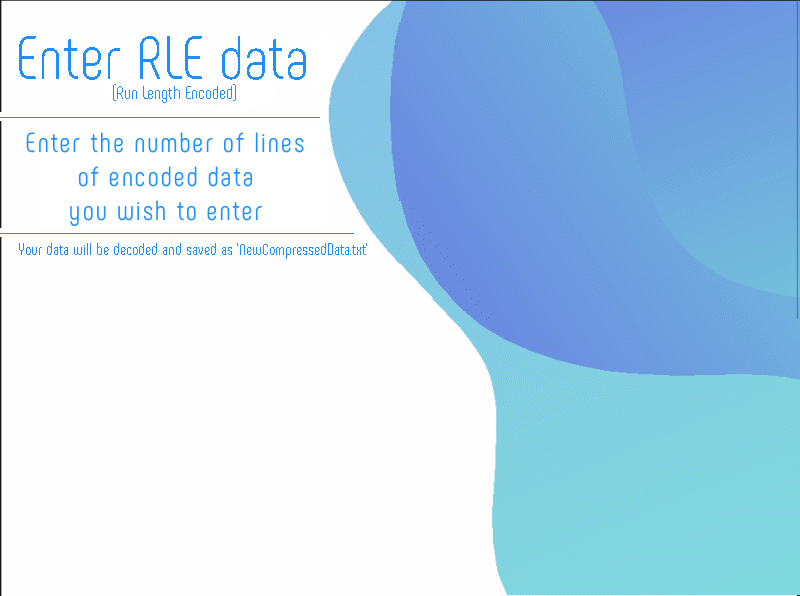 Enter RLE data
(Run Length Encoded)
Enter the number of lines
of encoded data
you wish to enter
Your data will be decoded and saved as 'NewCompressedData.txt'